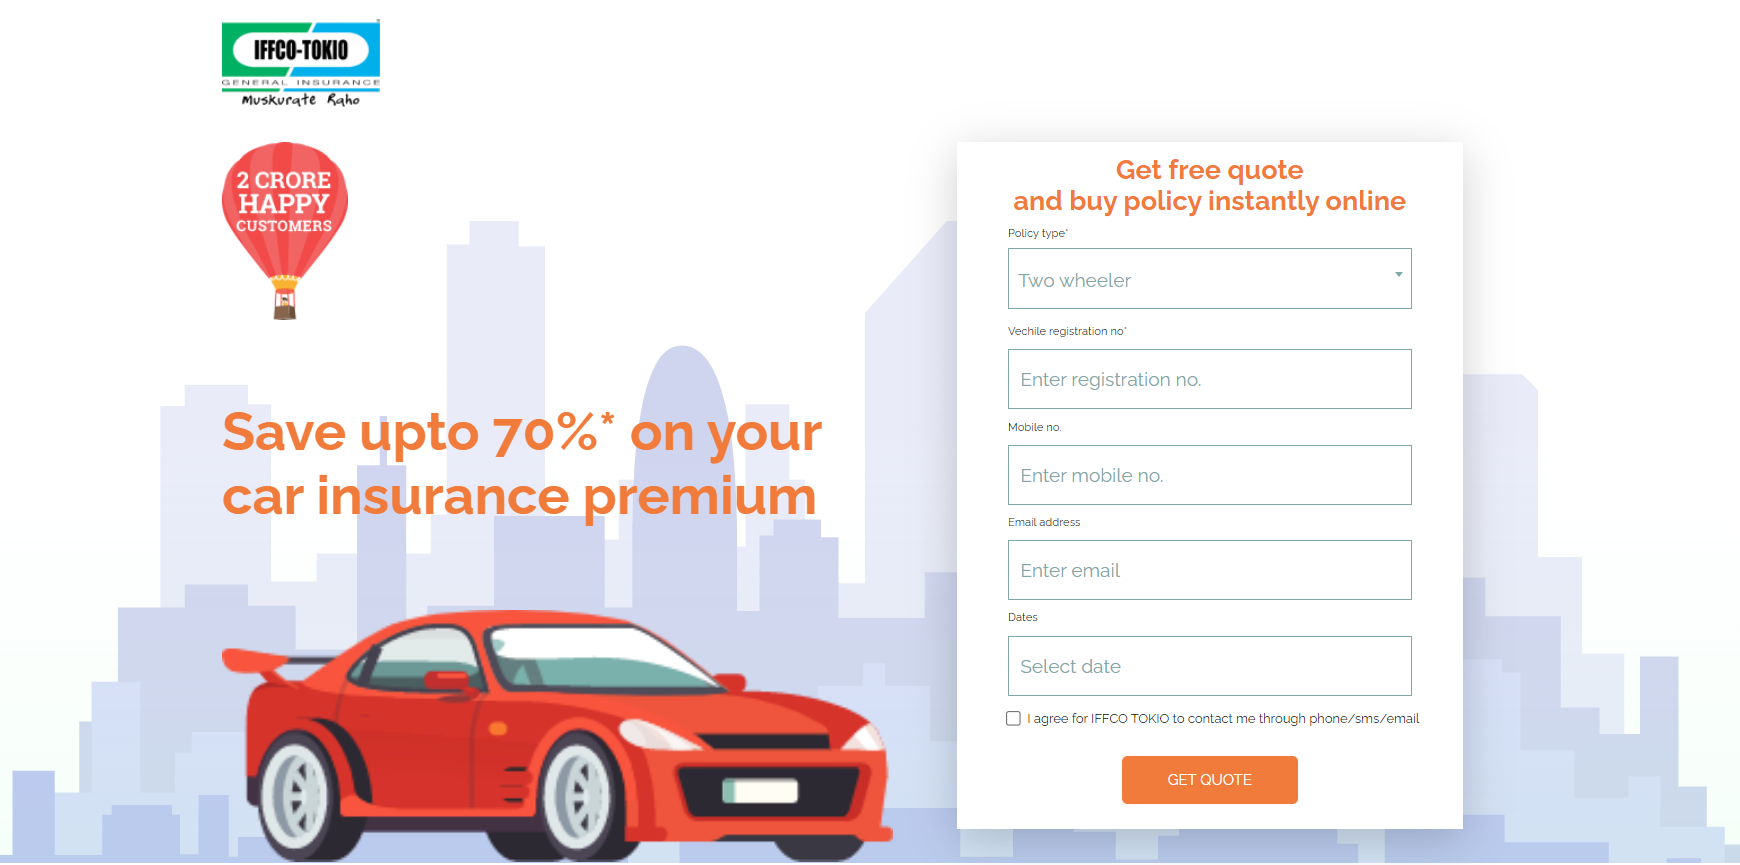 IFFCO-TOKIO
GENERAL INSURANCE
Muskurate Raho
2 CRORE
HAPPY
CUSTOMERS
Save upto 70%* on your
car insurance premium
Get free quote
and buy policy instantly online
Policy type*
Two wheeler
Vechile registration no*
Enter registration no.
Mobile no.
Enter mobile no.
Email address
Enter email
Dates
Select date
I agree for IFFCO TOKIO to contact me through phone/sms/email
GET QUOTE